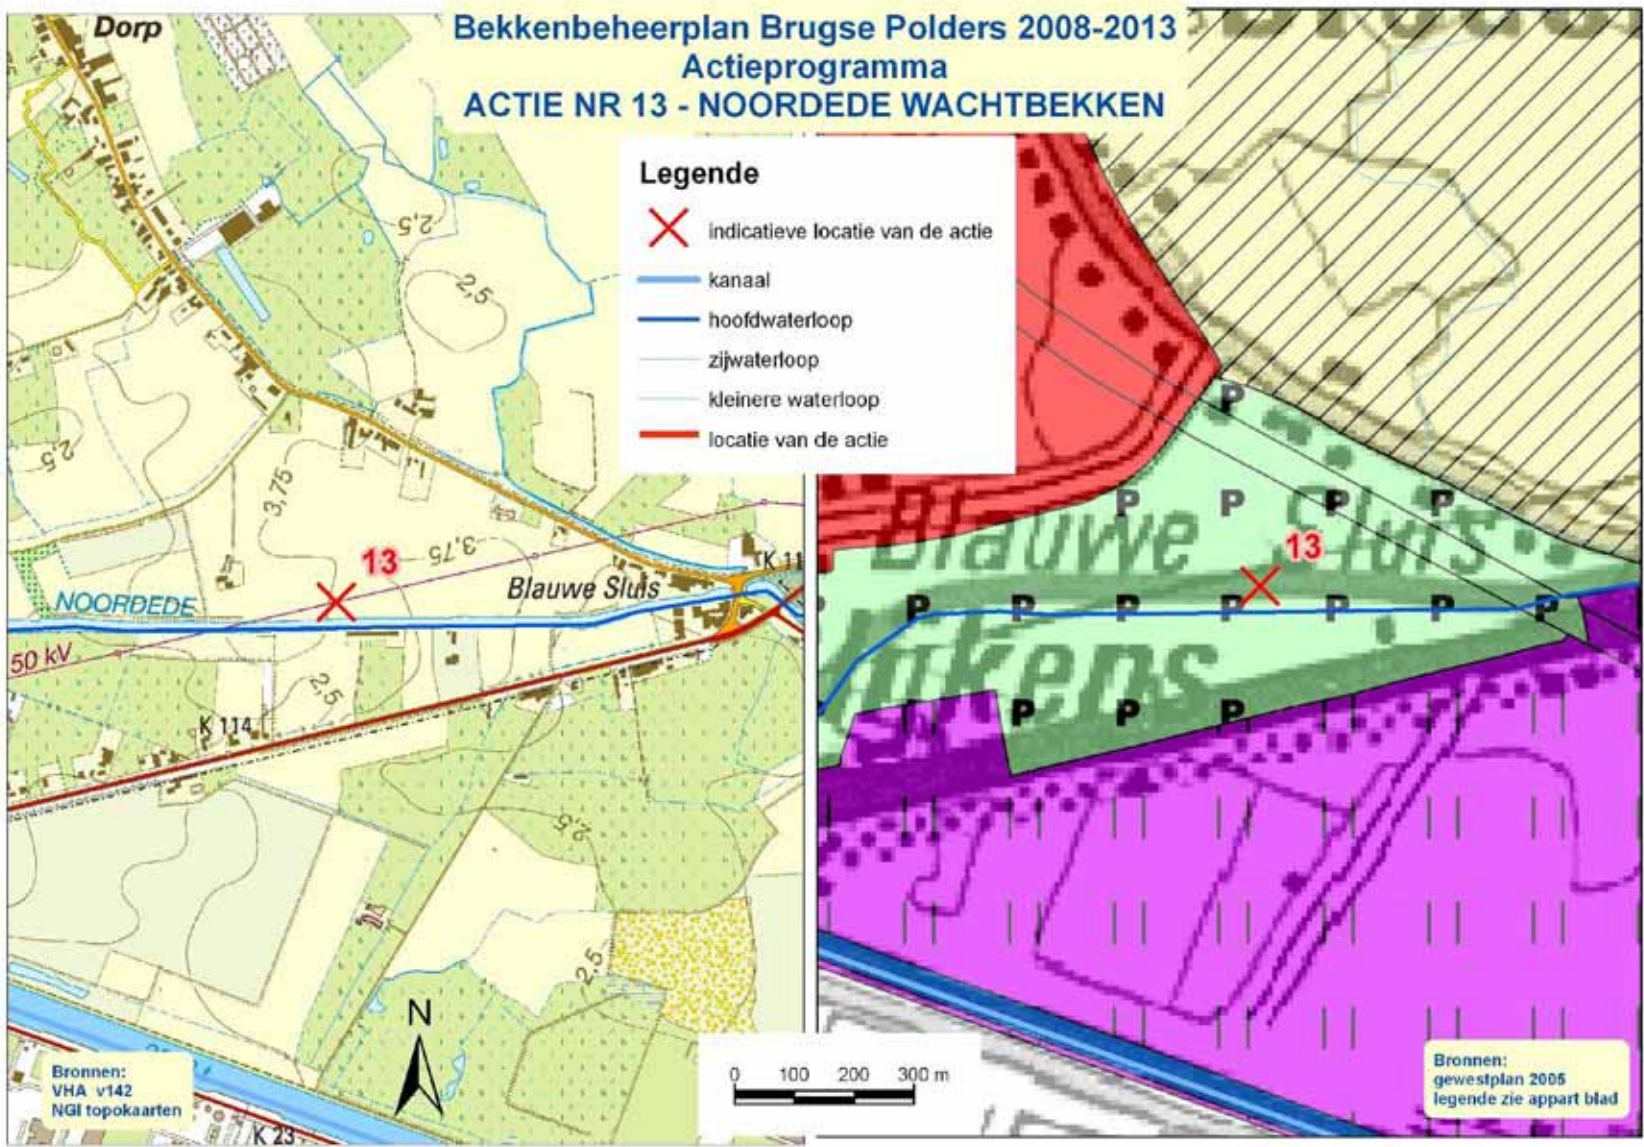 Bekkenbeheerplan Brugse Polders 2008-2013
Actieprogramma
ACTIE NR 13 - NOORDEDE WACHTBEKKEN
Legende
indicatieve locatie van de actie
kanaal
hoofdwaterloop
zijwaterloop
kleinere waterloop
locatie van de actie
Dorp
2,5
2,5
2,5
3,75
3,75
13
K 11
Blauwe Sluis
NOORDEDE
50 kV
2,5
K 114
2,5
2,5
N
K 23
Bronnen:
VHA v142
NGI topokaarten
0 100 200 300 m
P
P P P P
Blauwe Sluis
13
P P P P P P P
P P P
Bronnen:
gewestplan 2005
legende zie appart blad